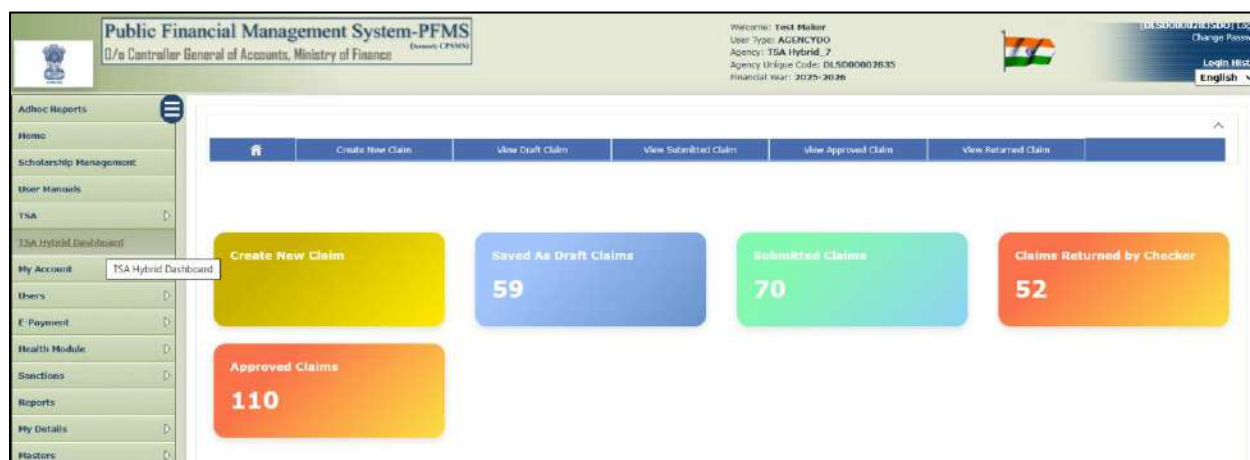 Public Financial Management System-PFMS
(formerly CPSMS)
O/o Controller General of Accounts, Ministry of Finance
Welcome: Test Maker
User Type: AGENCYDO
Agency: TSA Hybrid_7
Agency Unique Code: DLSD00002835
Financial Year: 2025-2026
Change Passw
Login Hist
English
Adhoc Reports
Home
Scholarship Management
User Manuals
TSA
TSA Hybrid Dashboard
My Account
TSA Hybrid Dashboard
Users
E-Payment
Health Module
Sanctions
Reports
My Details
Masters
Create New Claim
View Draft Claim
View Submitted Claim
View Approved Claim
View Returned Claim
Create New Claim
Saved As Draft Claims
59
Submitted Claims
70
Claims Returned by Checker
52
Approved Claims
110